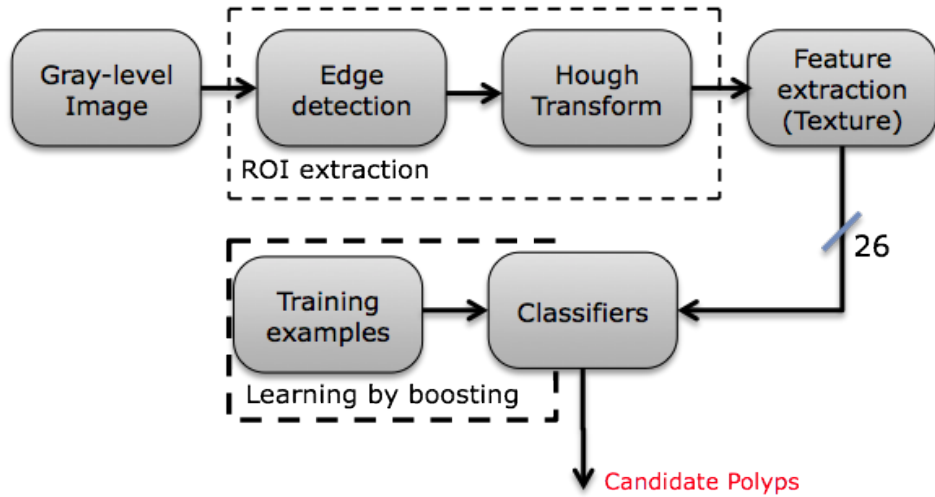 Gray-level
Image
Edge
detection
Hough
Transform
Feature
extraction
(Texture)
ROI extraction
26
Training
examples
Classifiers
Learning by boosting
Candidate Polyps